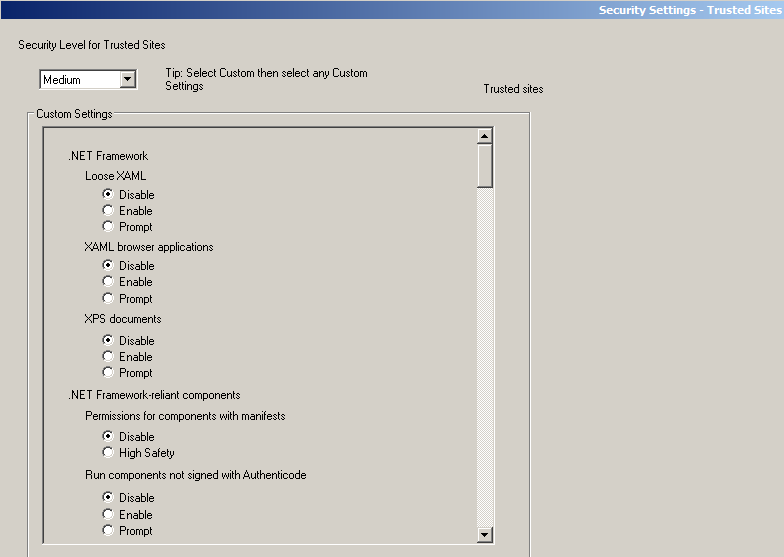 Security Settings - Trusted Sites
Security Level for Trusted Sites
Medium
Tip: Select Custom then select any Custom
Settings
Trusted sites
Custom Settings
.NET Framework
Loose XAML
Disable
Enable
Prompt
XAML browser applications
Disable
Enable
Prompt
XPS documents
Disable
Enable
Prompt
.NET Framework-reliant components
Permissions for components with manifests
Disable
High Safety
Run components not signed with Authenticode
Disable
Enable
Prompt